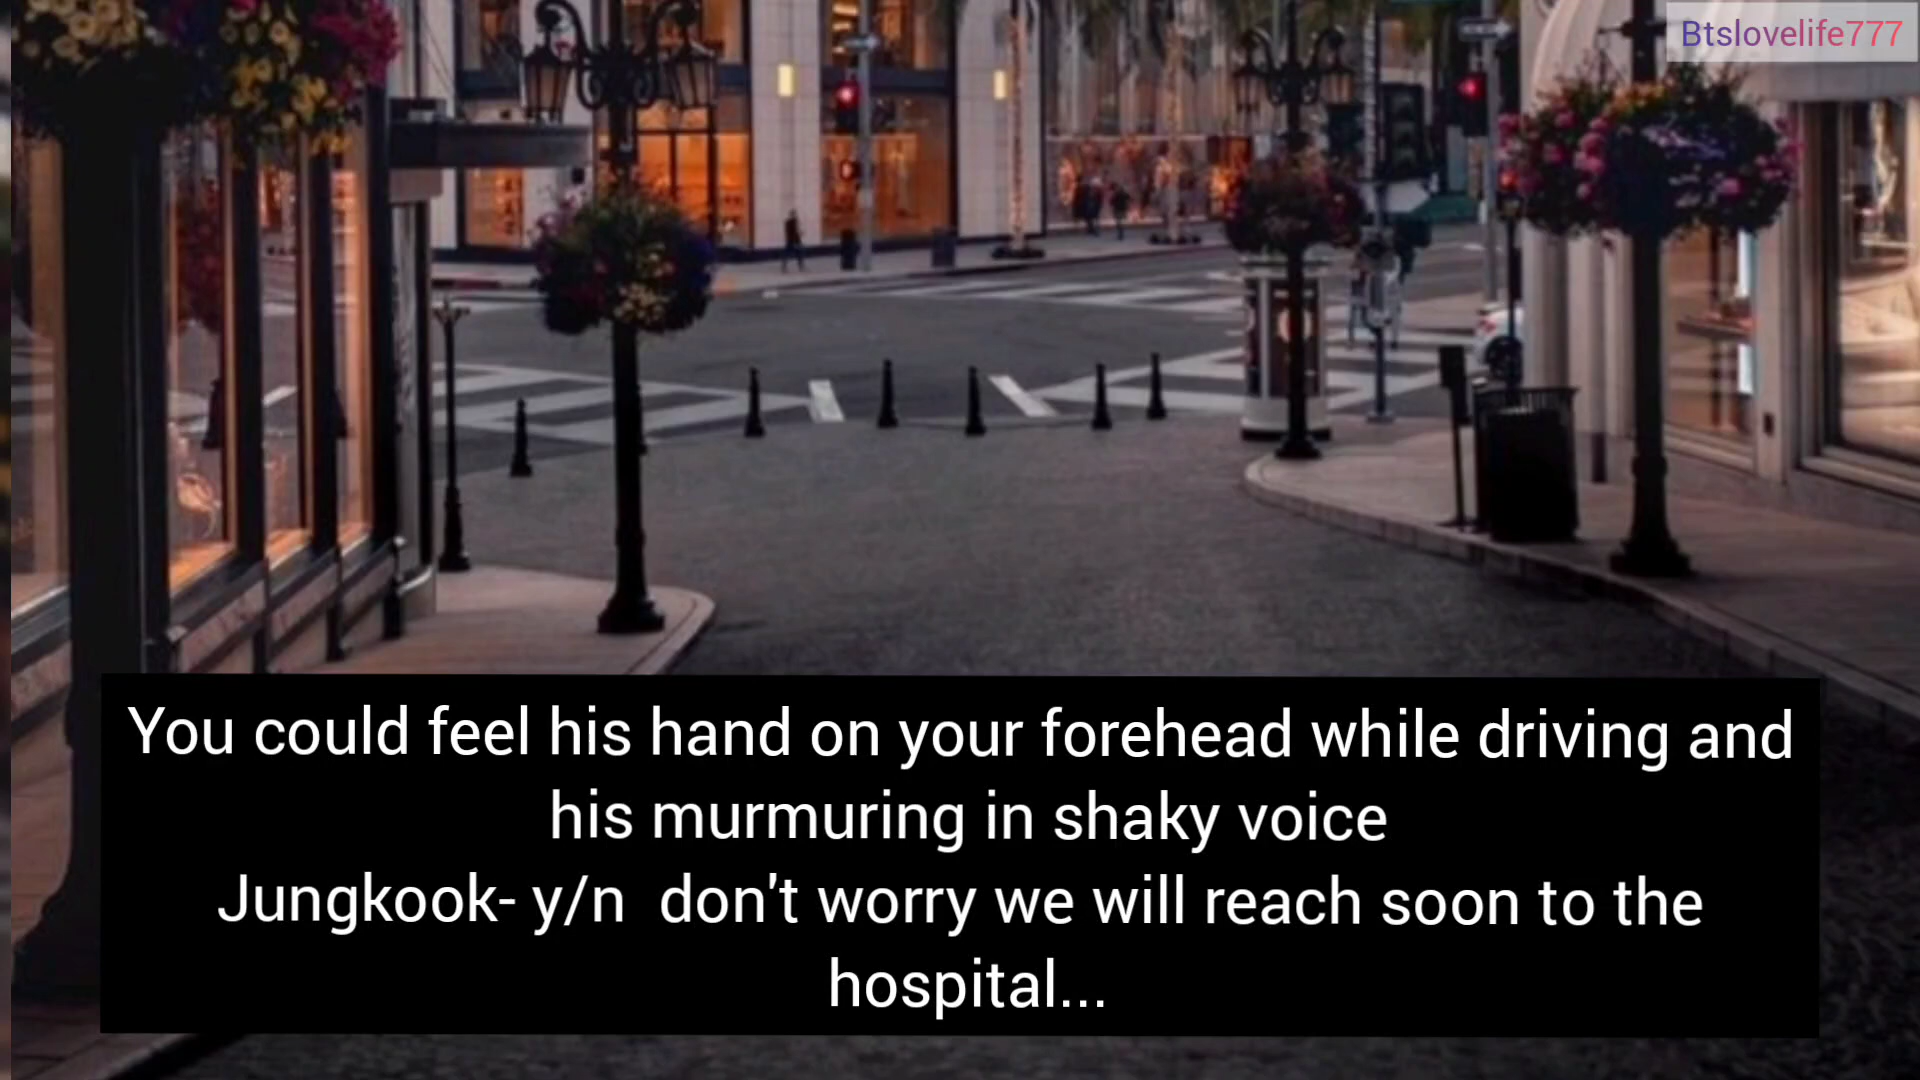 Btslovelife777
You could feel his hand on your forehead while driving and
his murmuring in shaky voice
Jungkook- y/n  don't worry we will reach soon to the
hospital...